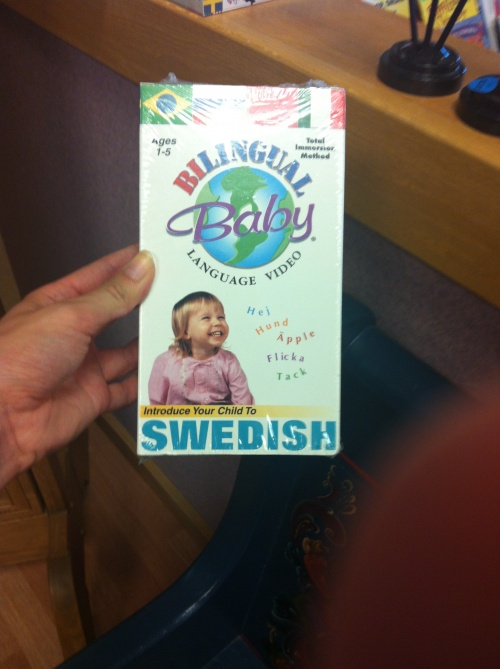 Ages
1-5
Total
Immersion
Method
BILINGUAL
Baby®
LANGUAGE VIDEO
Hej
Hund
Äpple
Flicka
Tack
Introduce Your Child To
SWEDISH